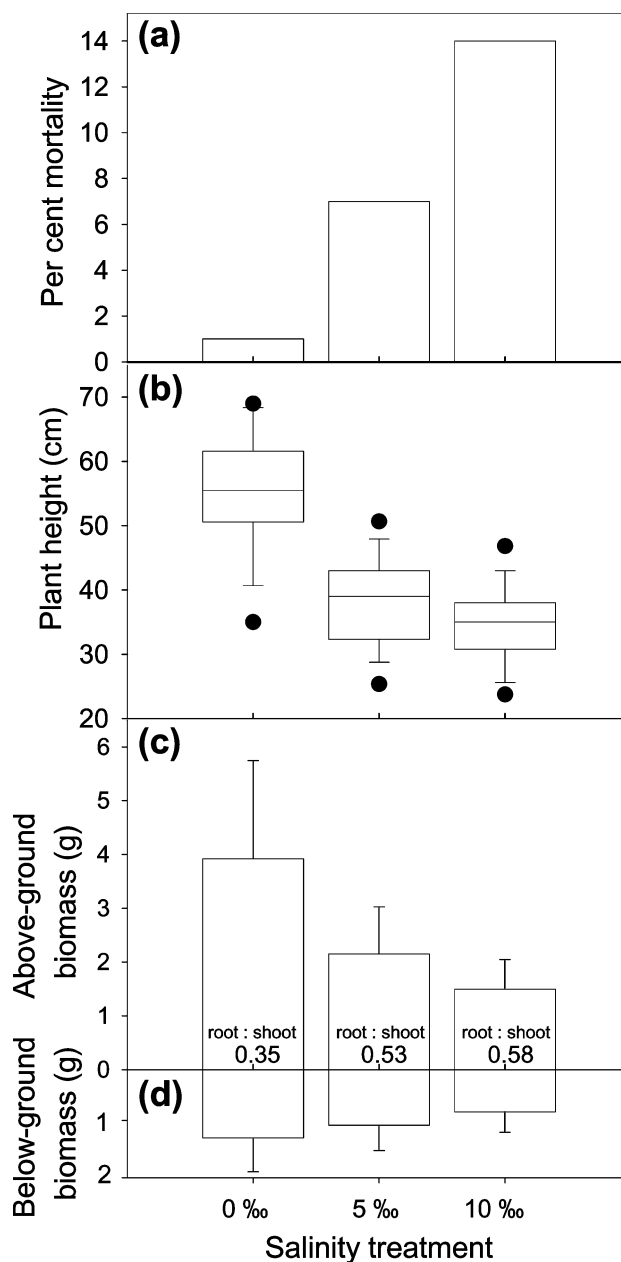 (a)
Per cent mortality
14
12
10
8
6
4
2
0
(b)
Plant height (cm)
70
60
50
40
30
20
(c)
Above-ground
biomass (g)
6
5
4
3
2
1
0
root : shoot
0.35
root : shoot
0.53
root : shoot
0.58
(d)
Below-ground
biomass (g)
1
2
0 ‰
5 ‰
10 ‰
Salinity treatment